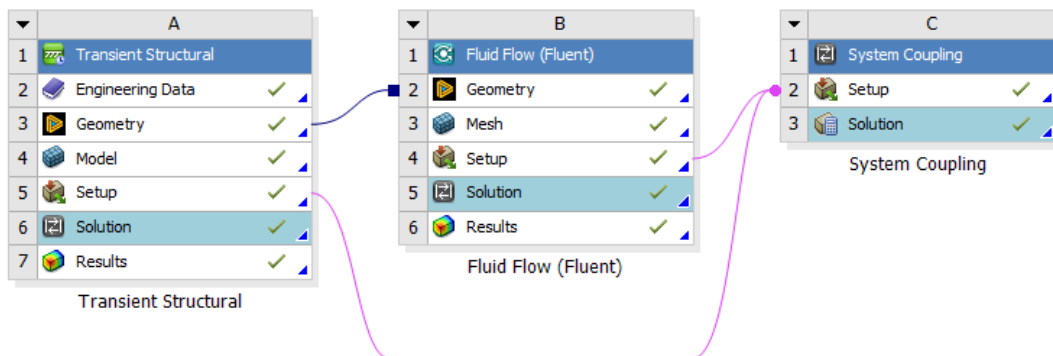 A
1 Transient Structural
2 Engineering Data
3 Geometry
4 Model
5 Setup
6 Solution
7 Results
Transient Structural
B
1 Fluid Flow (Fluent)
2 Geometry
3 Mesh
4 Setup
5 Solution
6 Results
Fluid Flow (Fluent)
C
1 System Coupling
2 Setup
3 Solution
System Coupling